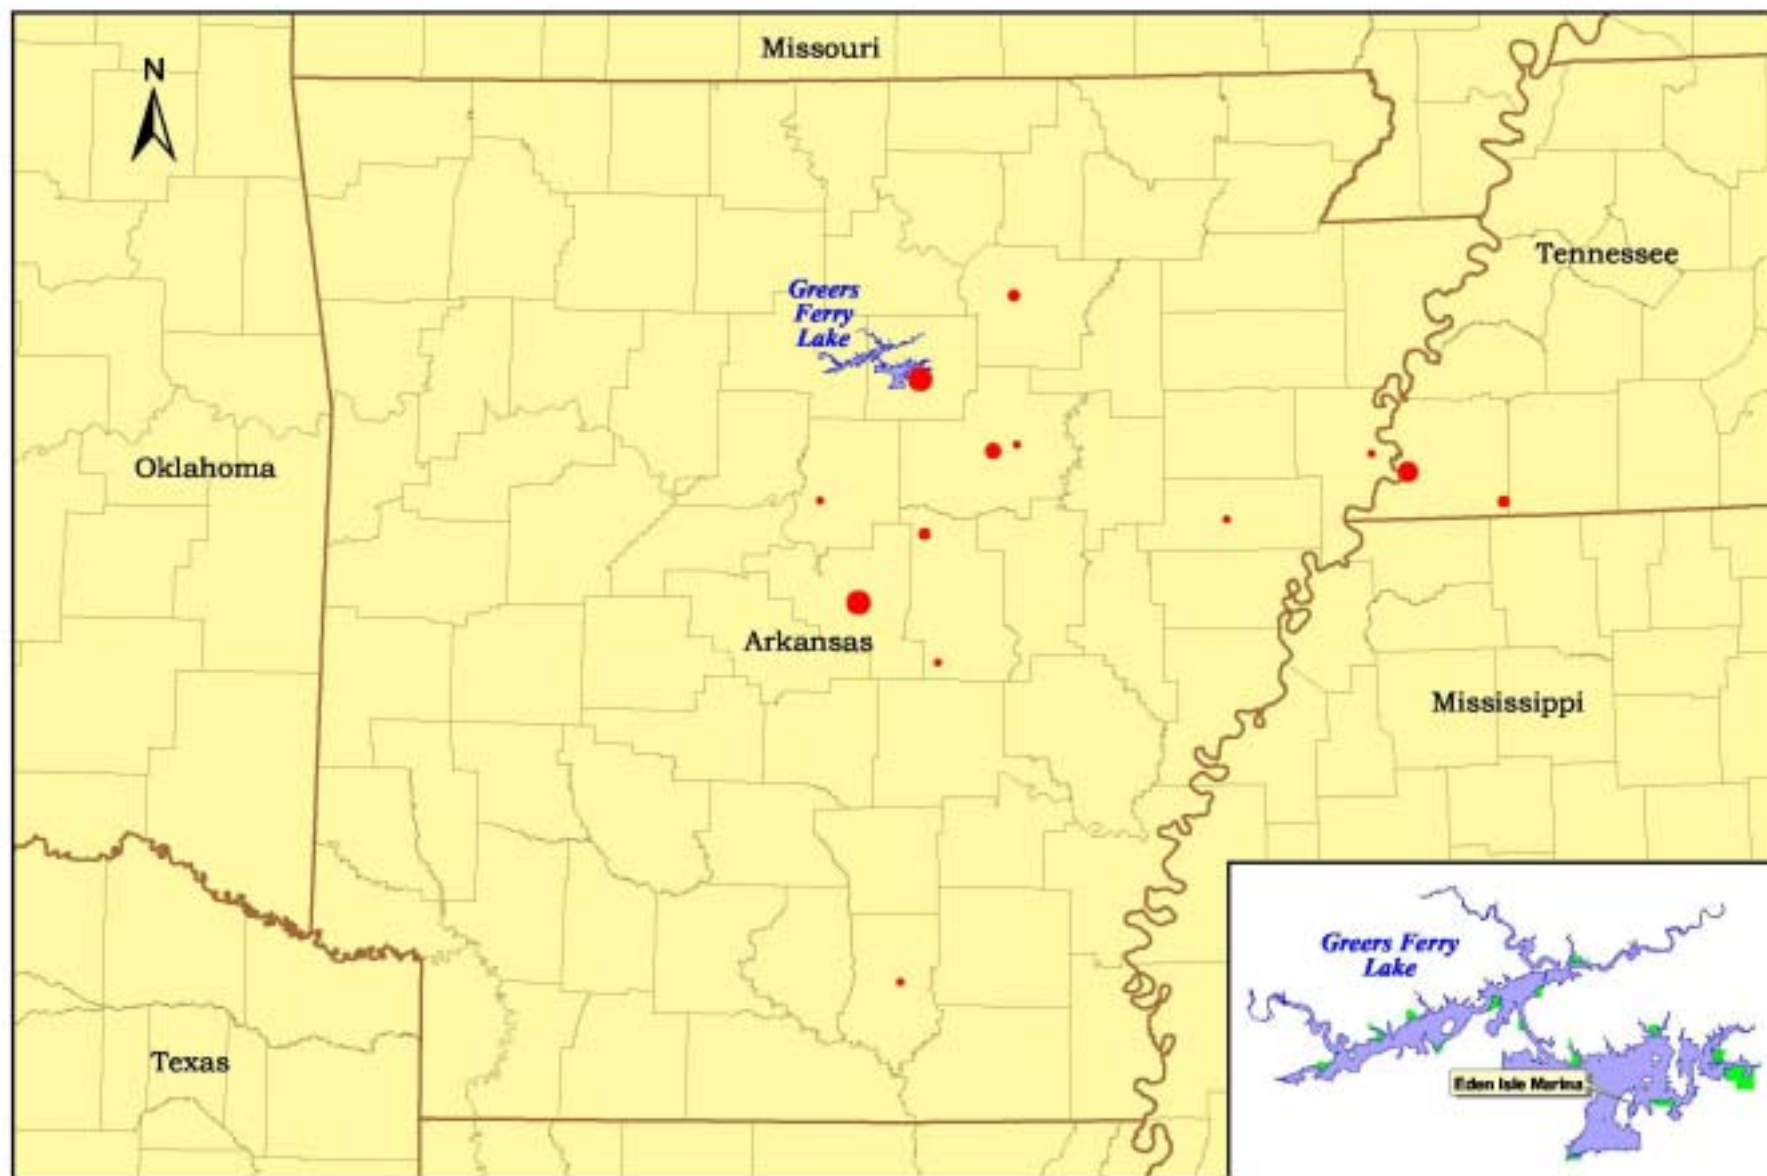 Missouri
N
Tennessee
Greers
Ferry
Lake
Oklahoma
Arkansas
Mississippi
Greers Ferry
Lake
Texas
Eden Isle Marina